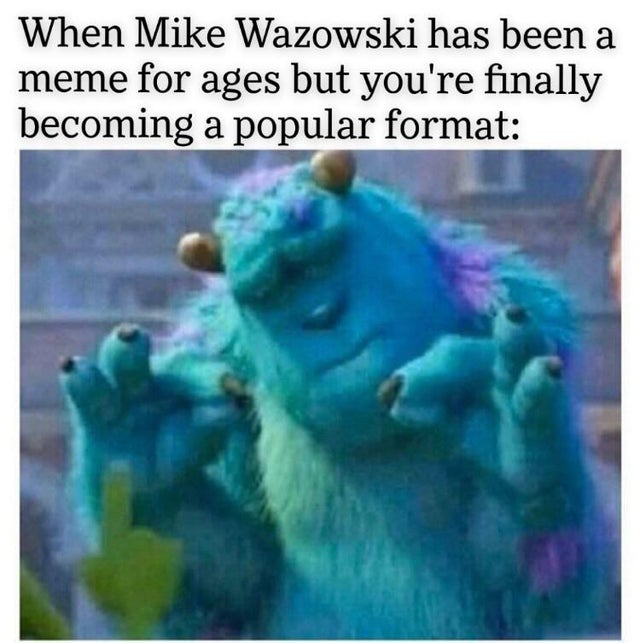 When Mike Wazowski has been a
meme for ages but you're finally
becoming a popular format: